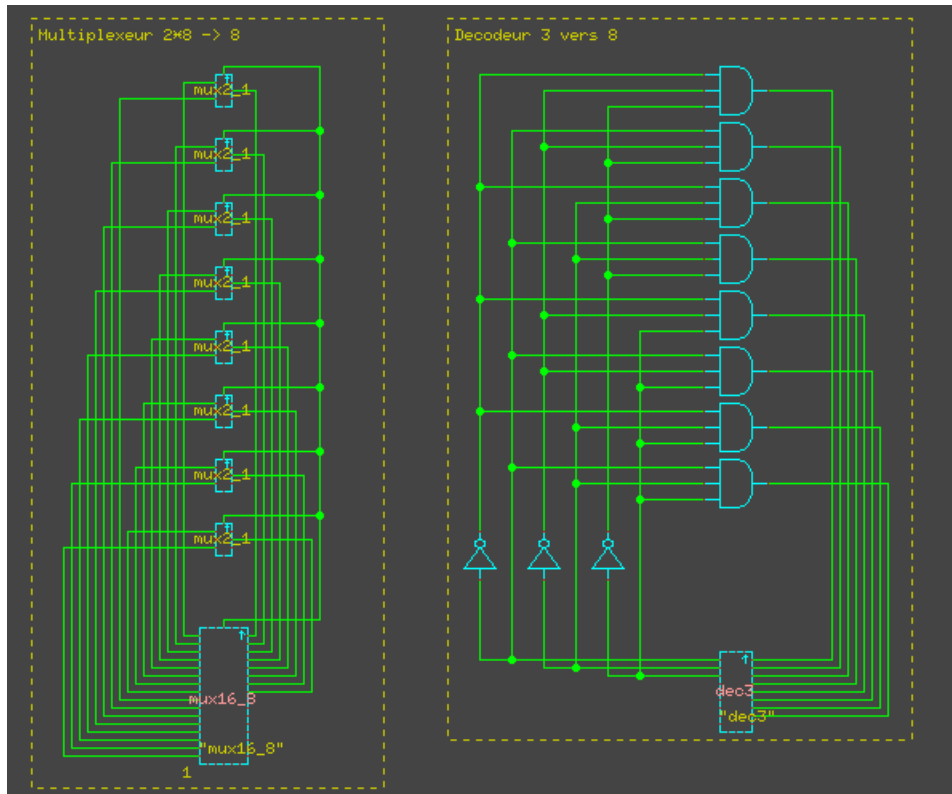 Multiplexeur 2*8 -> 8
mux2_1
mux2_1
mux2_1
mux2_1
mux2_1
mux2_1
mux2_1
mux2_1
mux16_8
"mux16_8"
1
Decodeur 3 vers 8
dec3
"dec3"